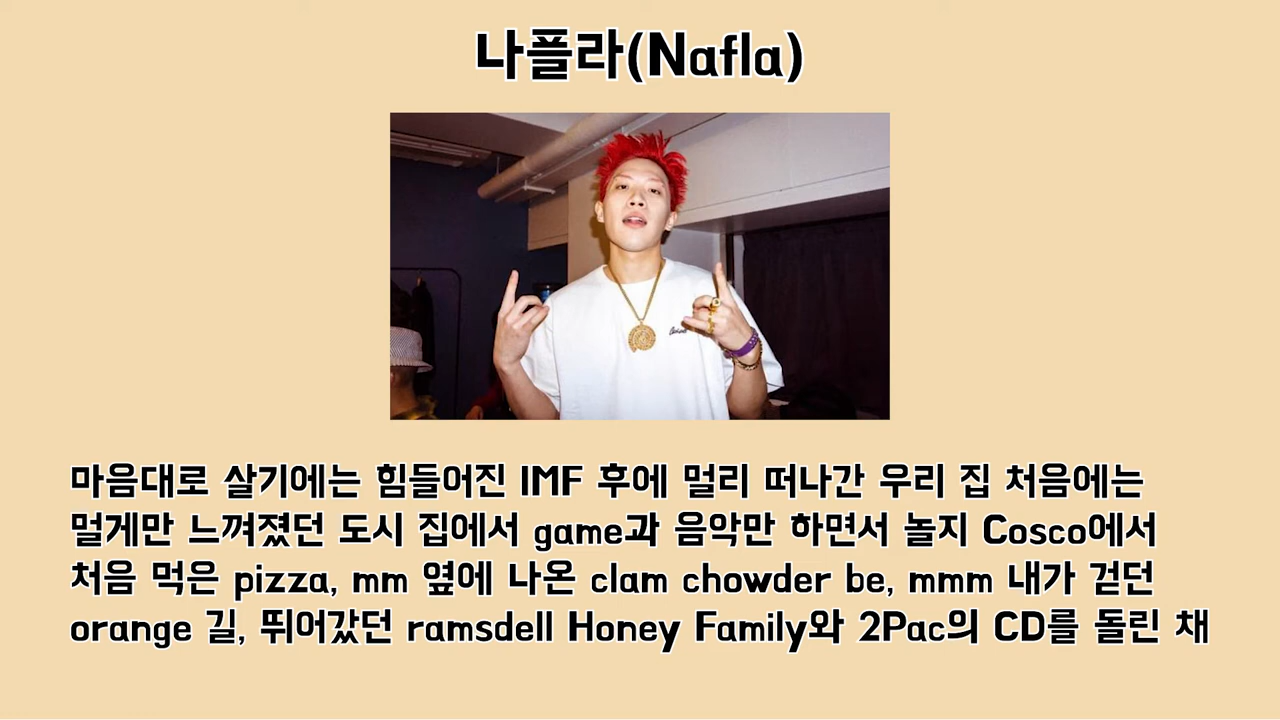 나플라(Nafla)
마음대로 살기에는 힘들어진 IMF 후에 멀리 떠나간 우리 집 처음에는
멀게만 느껴졌던 도시 집에서 game과 음악만 하면서 놀지 Cosco에서
처음 먹은 pizza, mm 옆에 나온 clam chowder be, mmm 내가 걷던
orange 길, 뛰어갔던 ramsdell Honey Family와 2Pac의 CD를 돌린 채